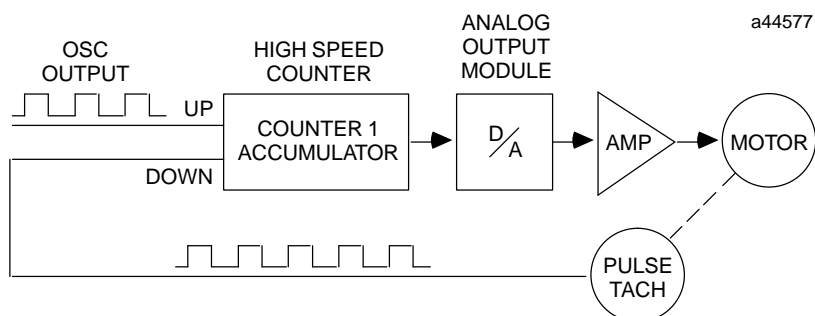 a44577
OSC
OUTPUT
HIGH SPEED
COUNTER
ANALOG
OUTPUT
MODULE
UP
DOWN
COUNTER 1
ACCUMULATOR
D/A
AMP
MOTOR
PULSE
TACH